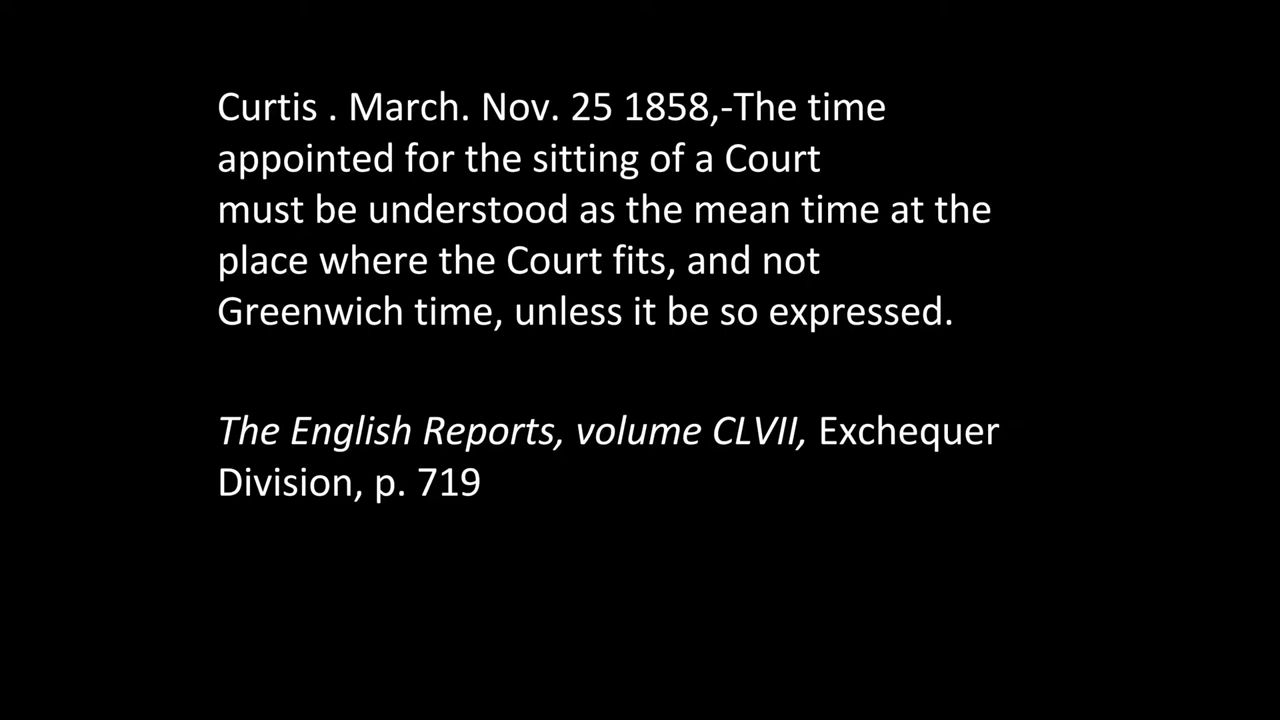 Curtis . March. Nov. 25 1858,-The time
appointed for the sitting of a Court
must be understood as the mean time at the
place where the Court fits, and not
Greenwich time, unless it be so expressed.
The English Reports, volume CLVII, Exchequer
Division, p. 719